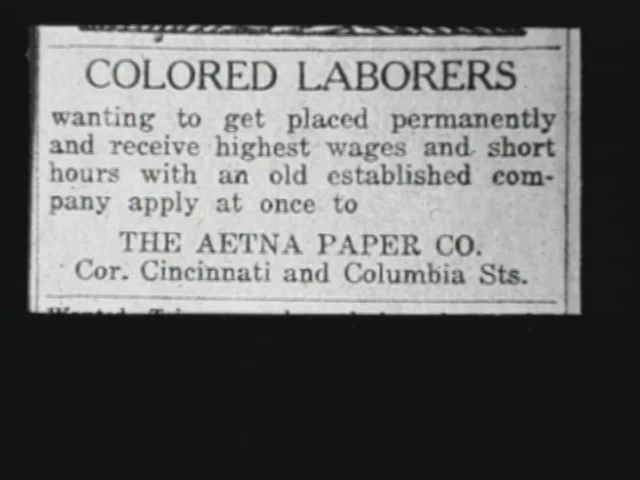 COLORED LABORERS
wanting to get placed permanently
and receive highest wages and short
hours with an old established com-
pany apply at once to
THE AETNA PAPER CO.
Cor. Cincinnati and Columbia Sts.